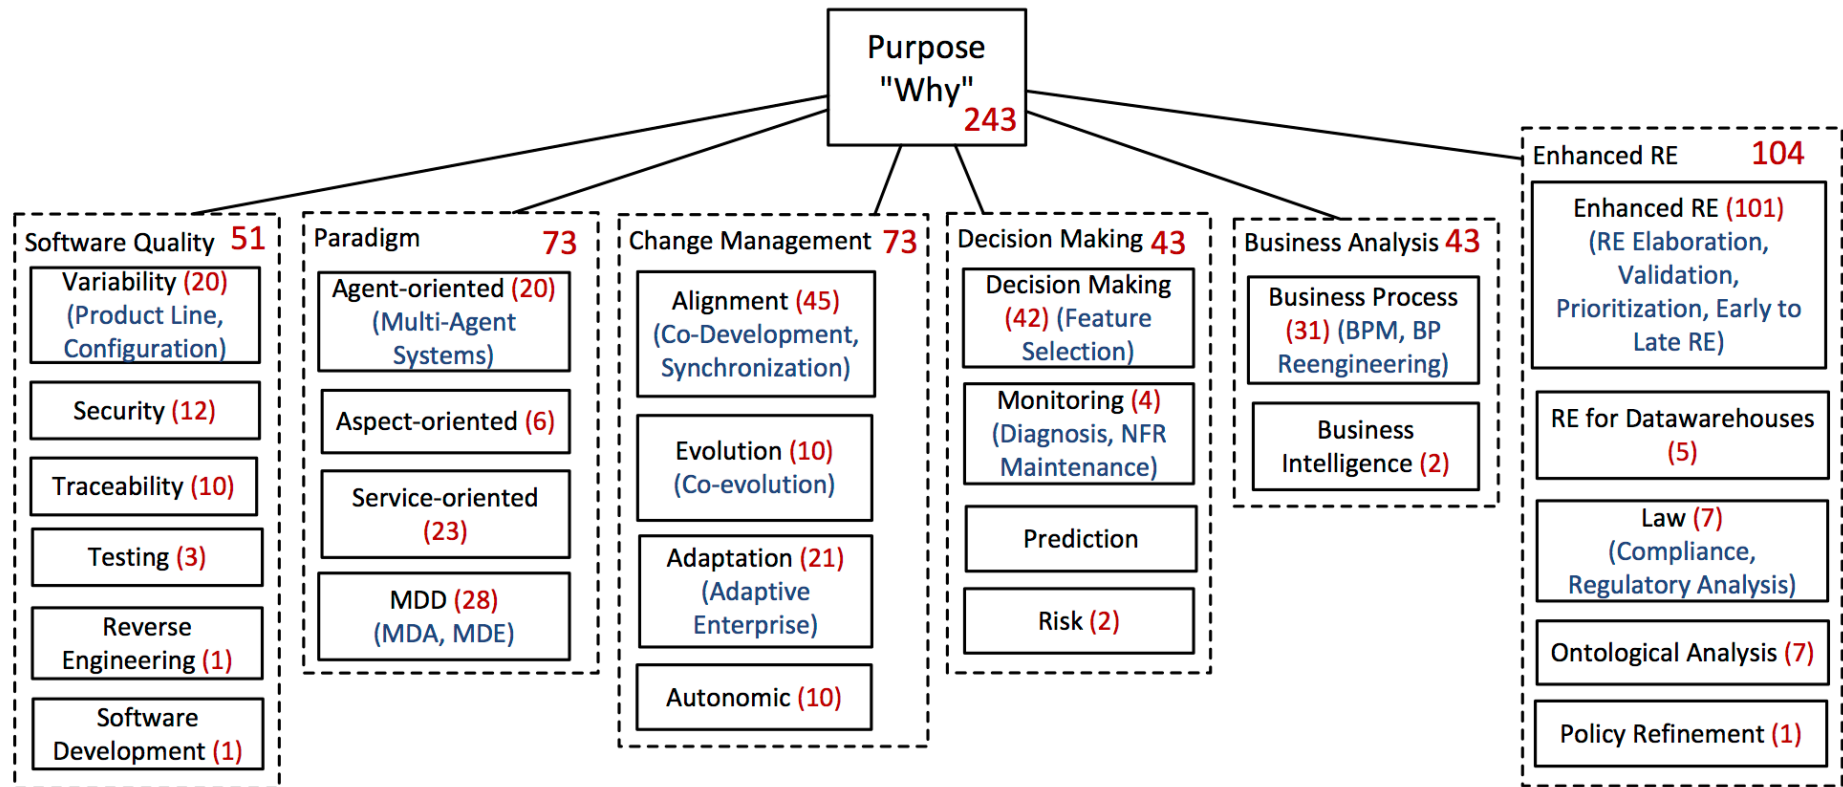 Purpose
"Why"
243
Software Quality 51
Variability (20)
(Product Line,
Configuration)
Security (12)
Traceability (10)
Testing (3)
Reverse
Engineering (1)
Software
Development (1)
Paradigm 73
Agent-oriented (20)
(Multi-Agent
Systems)
Aspect-oriented (6)
Service-oriented
(23)
MDD (28)
(MDA, MDE)
Change Management 73
Alignment (45)
(Co-Development,
Synchronization)
Evolution (10)
(Co-evolution)
Adaptation (21)
(Adaptive
Enterprise)
Autonomic (10)
Decision Making 43
Decision Making
(42) (Feature
Selection)
Monitoring (4)
(Diagnosis, NFR
Maintenance)
Prediction
Risk (2)
Business Analysis 43
Business Process
(31) (BPM, BP
Reengineering)
Business
Intelligence (2)
Enhanced RE 104
Enhanced RE (101)
(RE Elaboration,
Validation,
Prioritization, Early to
Late RE)
RE for Datawarehouses
(5)
Law (7)
(Compliance,
Regulatory Analysis)
Ontological Analysis (7)
Policy Refinement (1)